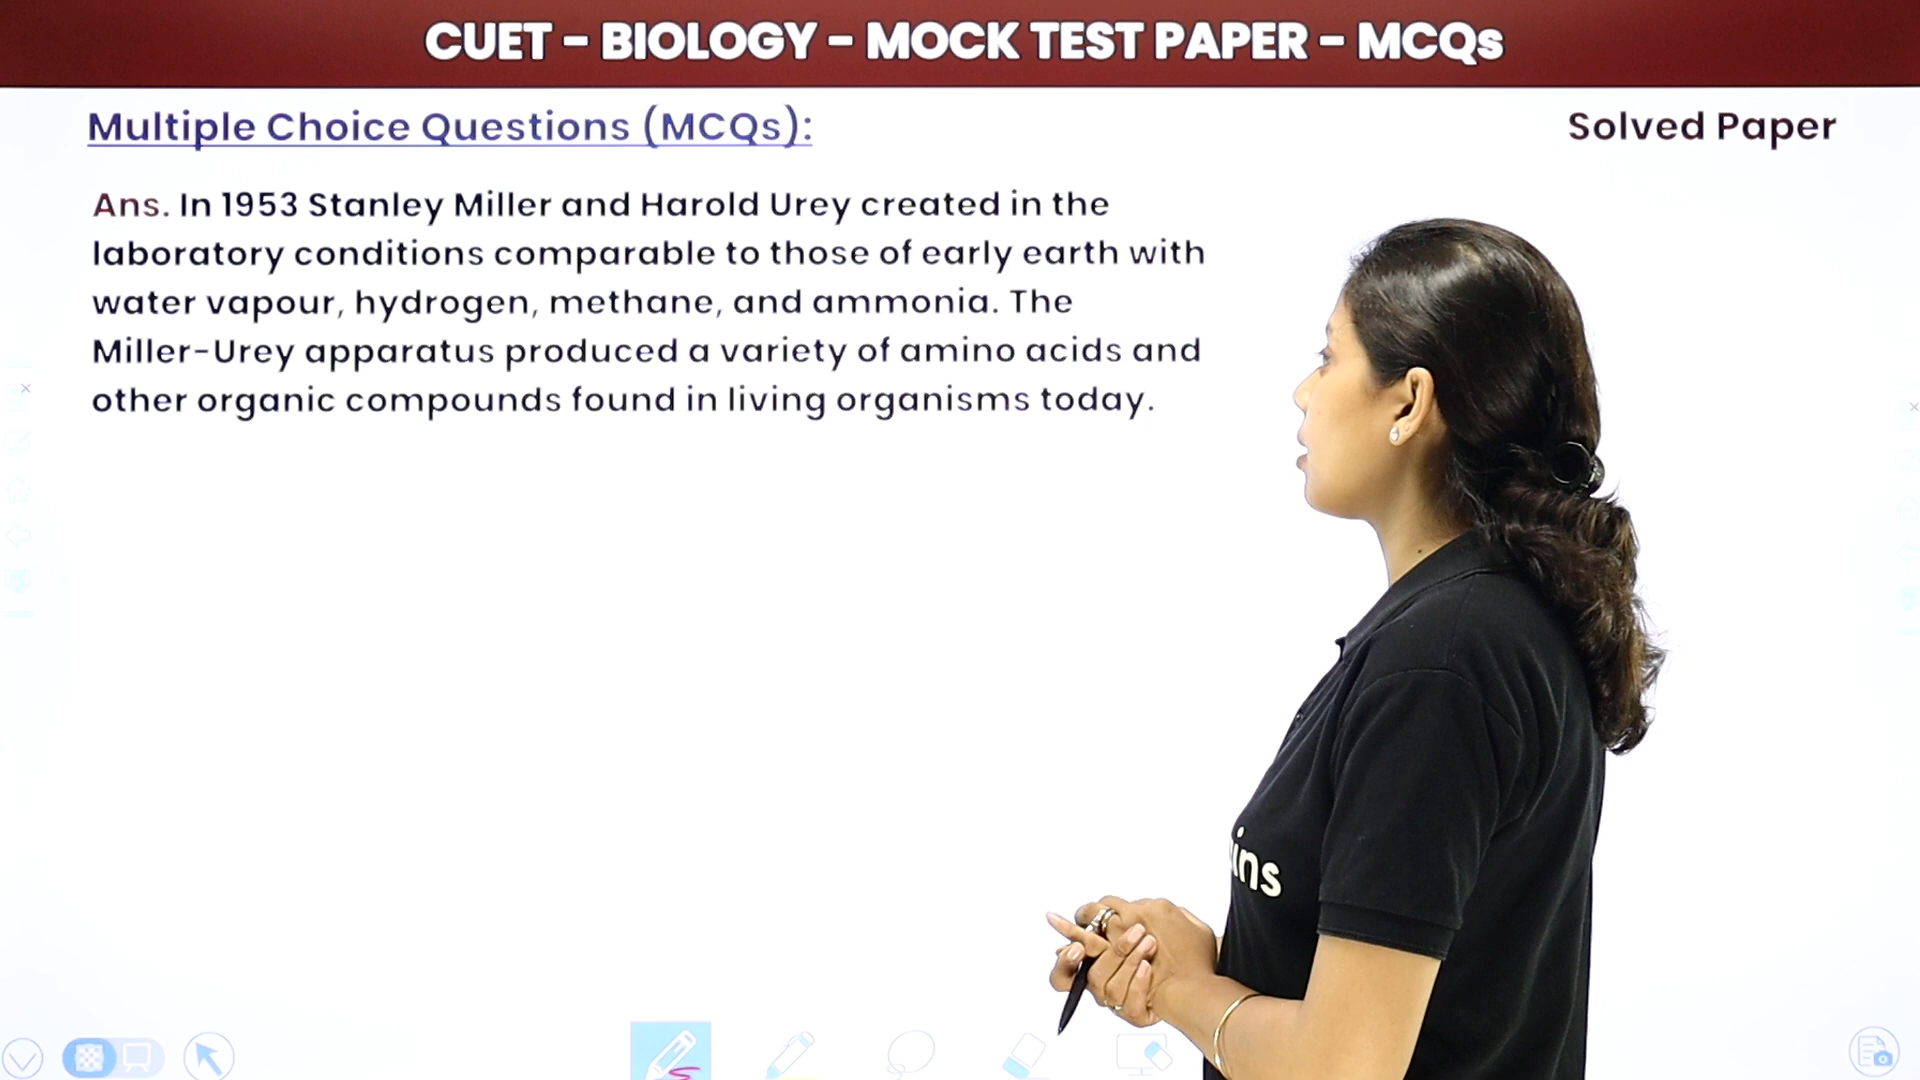 CUET - BIOLOGY - MOCK TEST PAPER - MCQs
Multiple Choice Questions (MCQs):
Solved Paper
Ans. In 1953 Stanley Miller and Harold Urey created in the
laboratory conditions comparable to those of early earth with
water vapour, hydrogen, methane, and ammonia. The
Miller-Urey apparatus produced a variety of amino acids and
other organic compounds found in living organisms today.
ins